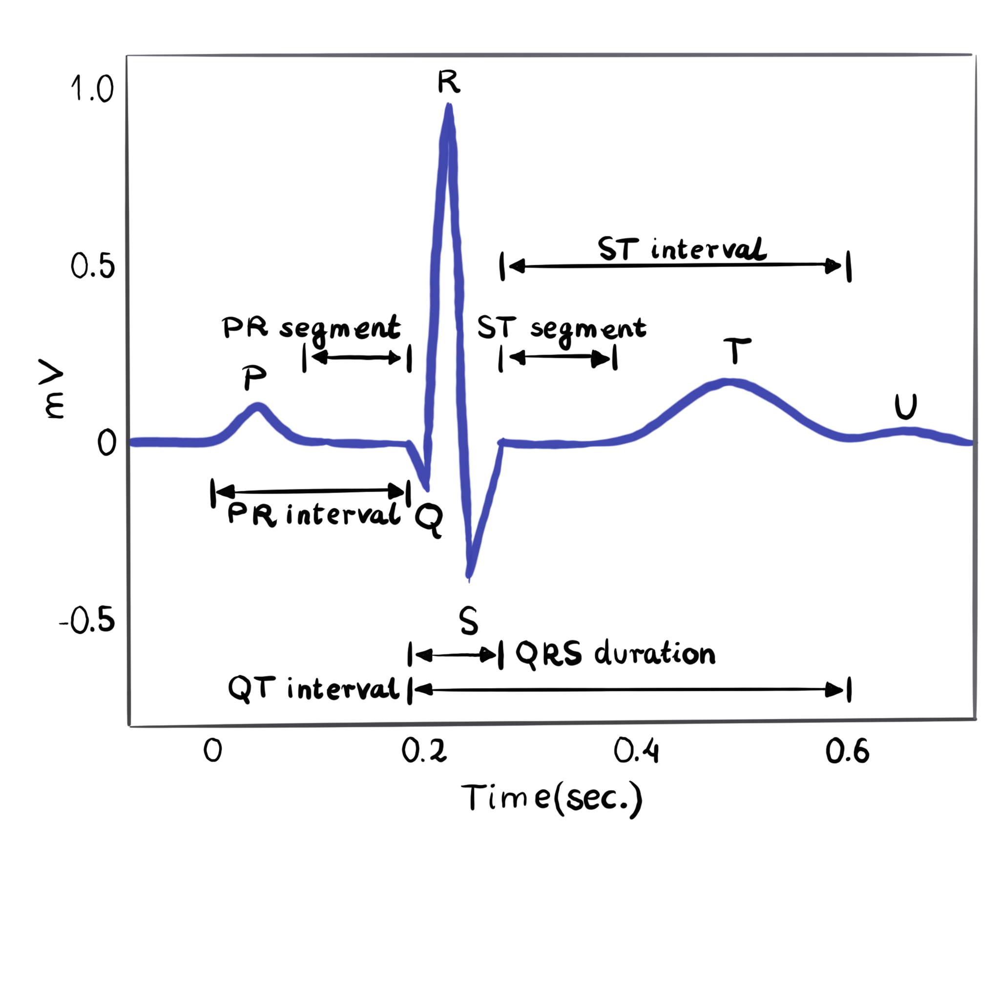 R
1.0
ST interval
0.5
PR segment
ST segment
T
P
mV
U
0
PR interval
Q
-0.5
S
QRS duration
QT interval
0 0.2 0.4 0.6
Time(sec.)